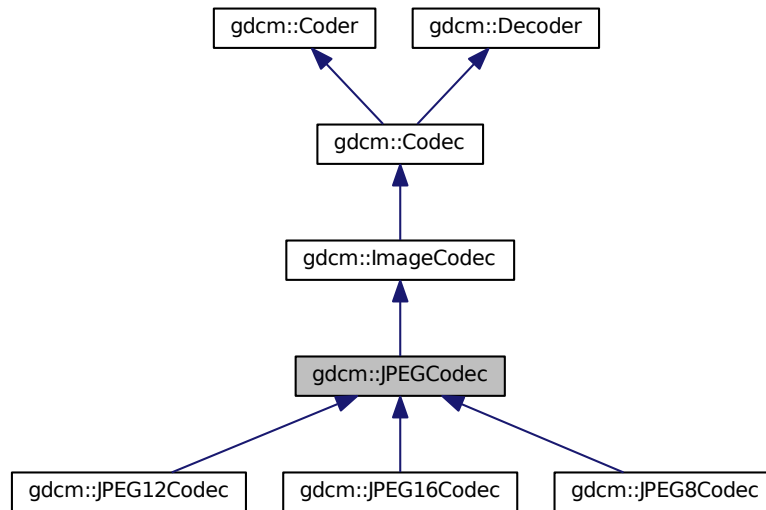 gdcm::Coder
gdcm::Decoder
gdcm::Codec
gdcm::ImageCodec
gdcm::JPEGCodec
gdcm::JPEG12Codec
gdcm::JPEG16Codec
gdcm::JPEG8Codec